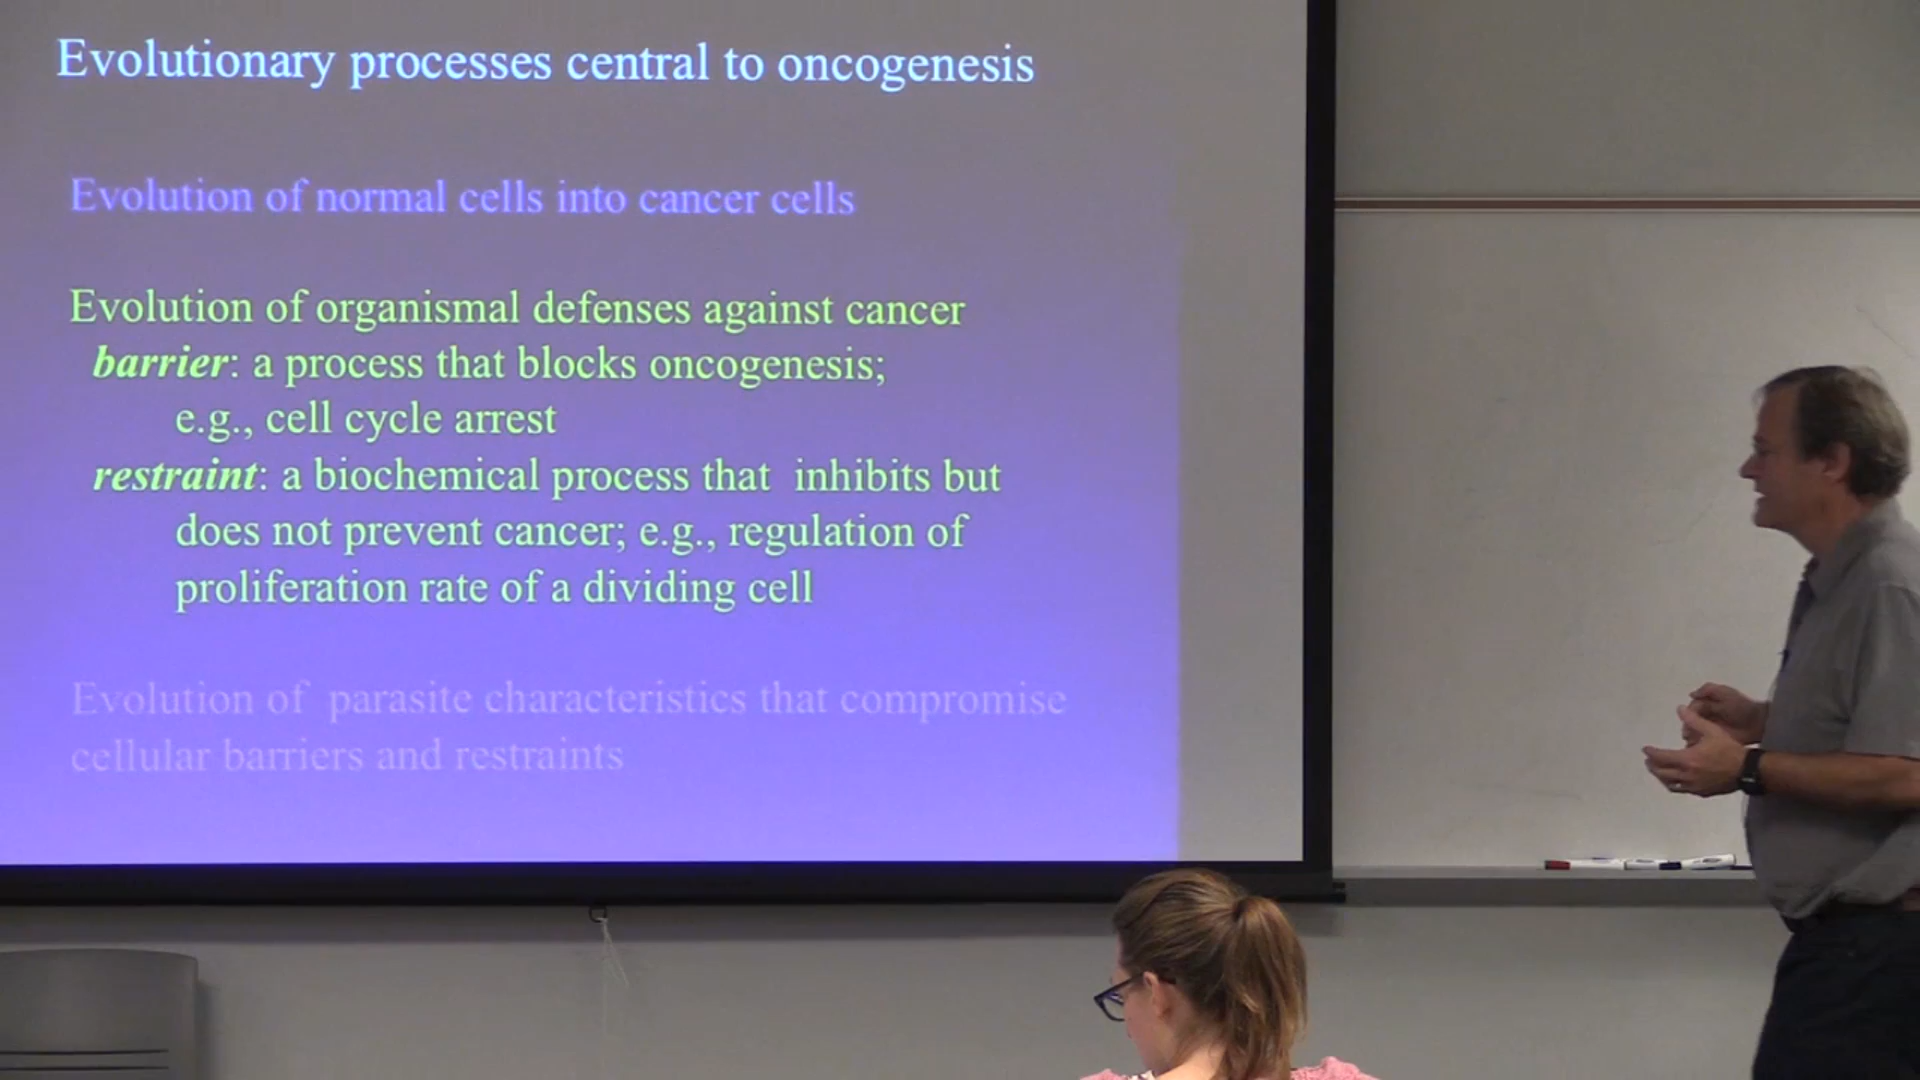 Evolutionary processes central to oncogenesis
Evolution of normal cells into cancer cells
Evolution of organismal defenses against cancer
barrier: a process that blocks oncogenesis;
e.g., cell cycle arrest
restraint: a biochemical process that inhibits but
does not prevent cancer; e.g., regulation of
proliferation rate of a dividing cell
Evolution of parasite characteristics that compromise
cellular barriers and restraints